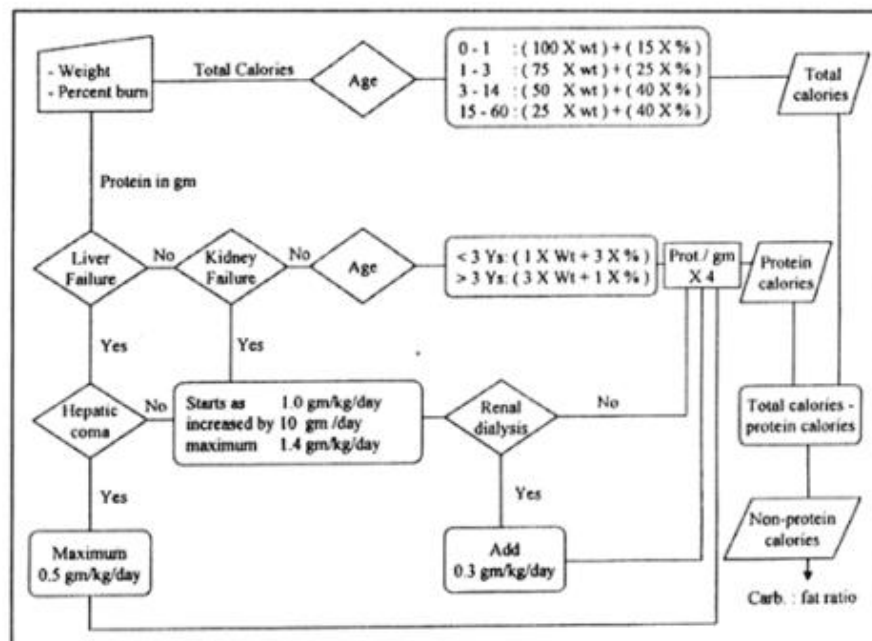 - Weight
- Percent burn
Total Calories
Age
0 - 1 : ( 100 X wt ) + ( 15 X % )
1 - 3 : ( 75 X wt ) + ( 25 X % )
3 - 14 : ( 50 X wt ) + ( 40 X % )
15 - 60 : ( 25 X wt ) + ( 40 X % )
Total
calories
Protein in gm
Liver
Failure
No
Kidney
Failure
No
Age
< 3 Ys: ( 1 X Wt + 3 X % )
> 3 Ys: ( 3 X Wt + 1 X % )
Prot./ gm
X 4
Protein
calories
Yes
Yes
Hepatic
coma
No
Starts as 1.0 gm/kg/day
increased by 10 gm /day
maximum 1.4 gm/kg/day
Renal
dialysis
No
Total calories -
protein calories
Yes
Yes
Maximum
0.5 gm/kg/day
Add
0.3 gm/kg/day
Non-protein
calories
Carb. : fat ratio